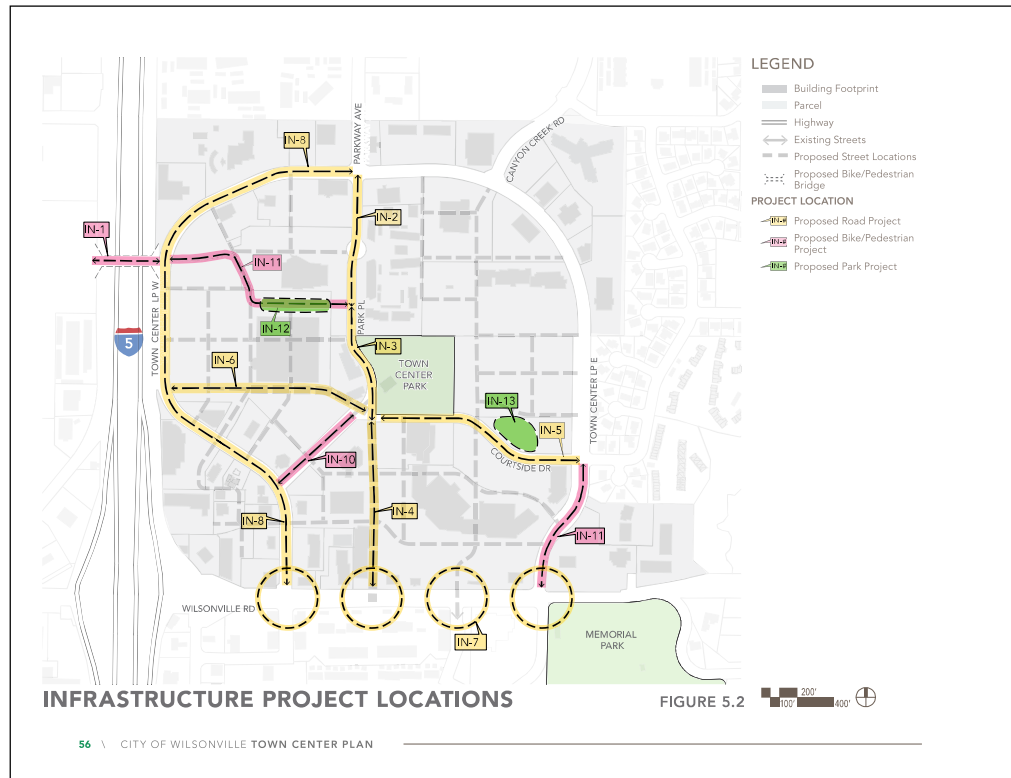 LEGEND
Building Footprint
Parcel
Highway
Existing Streets
Proposed Street Locations
Proposed Bike/Pedestrian
Bridge
PROJECT LOCATION
IN-#
Proposed Road Project
IN-#
Proposed Bike/Pedestrian
Project
IN-#
Proposed Park Project
PARKWAY AVE
CANYON CREEK RD
IN-8
IN-2
IN-1
IN-11
TOWN CENTER LP W
PARK PL
IN-12
5
IN-3
IN-6
TOWN
CENTER
PARK
TOWN CENTER LP E
IN-13
IN-5
COURTSIDE DR
IN-10
IN-8
IN-4
IN-11
WILSONVILLE RD
IN-7
MEMORIAL
PARK
INFRASTRUCTURE PROJECT LOCATIONS
FIGURE 5.2
200'
100'
400'
56 \ CITY OF WILSONVILLE TOWN CENTER PLAN